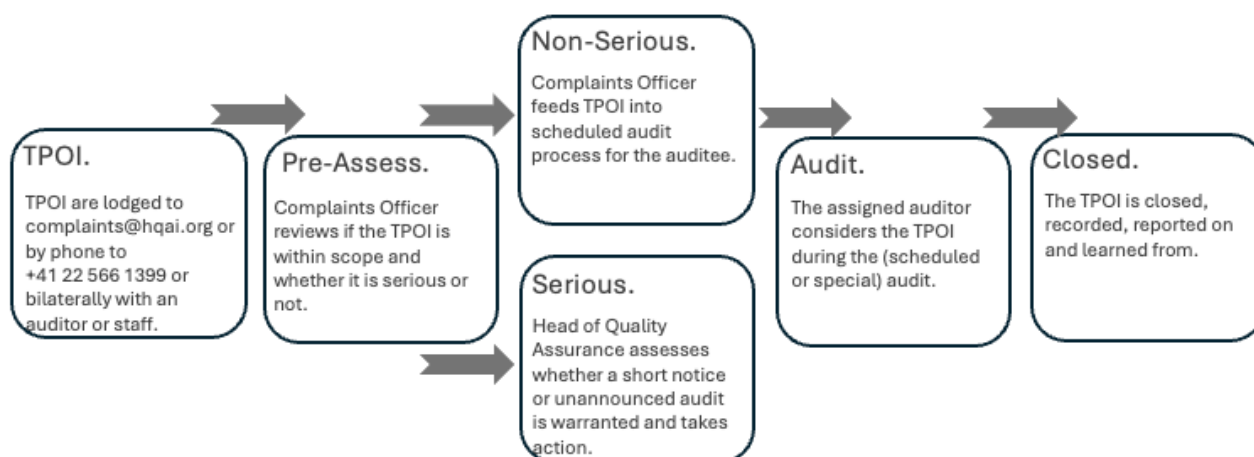 TPOI.
TPOI are lodged to
complaints@hqai.org or
by phone to
+41 22 566 1399 or
bilaterally with an
auditor or staff.
Pre-Assess.
Complaints Officer
reviews if the TPOI is
within scope and
whether it is serious or
not.
Non-Serious.
Complaints Officer
feeds TPOI into
scheduled audit
process for the auditee.
Serious.
Head of Quality
Assurance assesses
whether a short notice
or unannounced audit
is warranted and takes
action.
Audit.
The assigned auditor
considers the TPOI
during the (scheduled
or special) audit.
Closed.
The TPOI is closed,
recorded, reported on
and learned from.